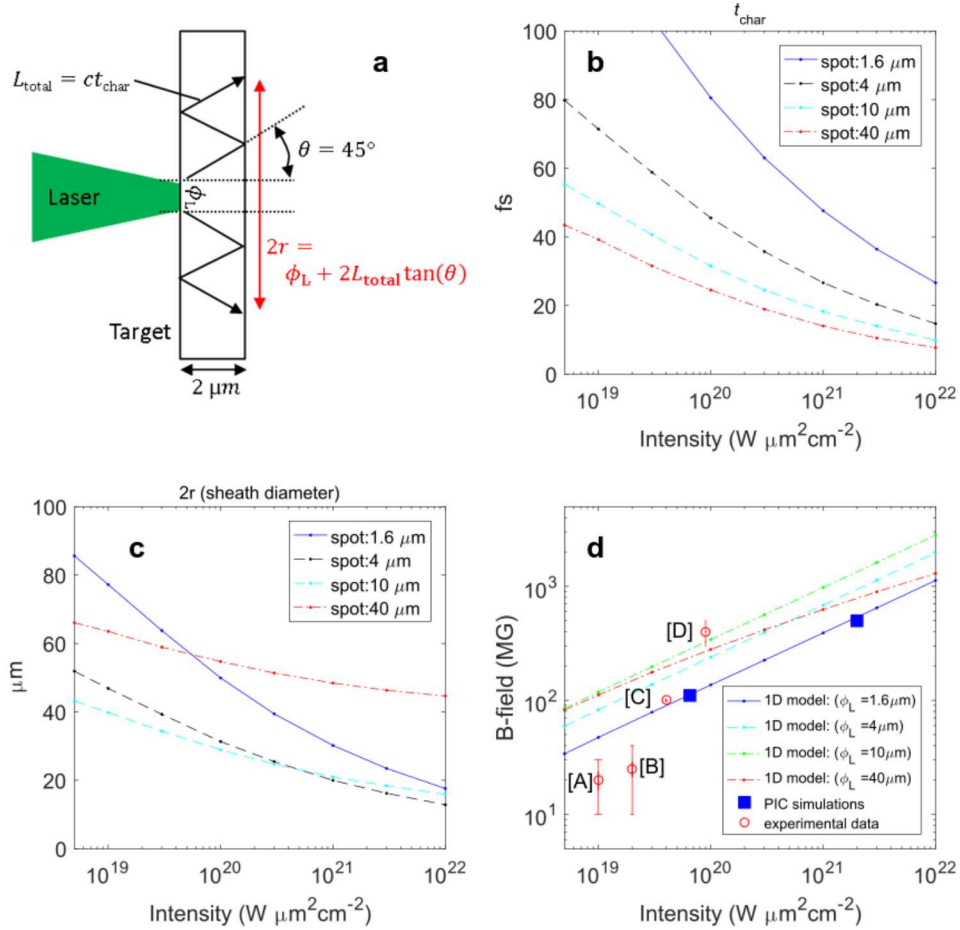 a
L_total = ct_char
θ = 45°
Laser
ϕ_L
2r =
ϕ_L + 2L_total tan(θ)
Target
2 μm
t_char
b
spot:1.6 μm
spot:4 μm
spot:10 μm
spot:40 μm
100
80
60
40
20
0
fs
10^19
10^20
10^21
10^22
Intensity (W μm^2cm^-2)
2r (sheath diameter)
c
spot:1.6 μm
spot:4 μm
spot:10 μm
spot:40 μm
100
80
60
40
20
0
μm
10^19
10^20
10^21
10^22
Intensity (W μm^2cm^-2)
d
10^3
10^2
10^1
B-field (MG)
[D]
[C]
[A]
[B]
1D model: (ϕ_L =1.6μm)
1D model: (ϕ_L =4μm)
1D model: (ϕ_L =10μm)
1D model: (ϕ_L =40μm)
PIC simulations
experimental data
10^19
10^20
10^21
10^22
Intensity (W μm^2cm^-2)